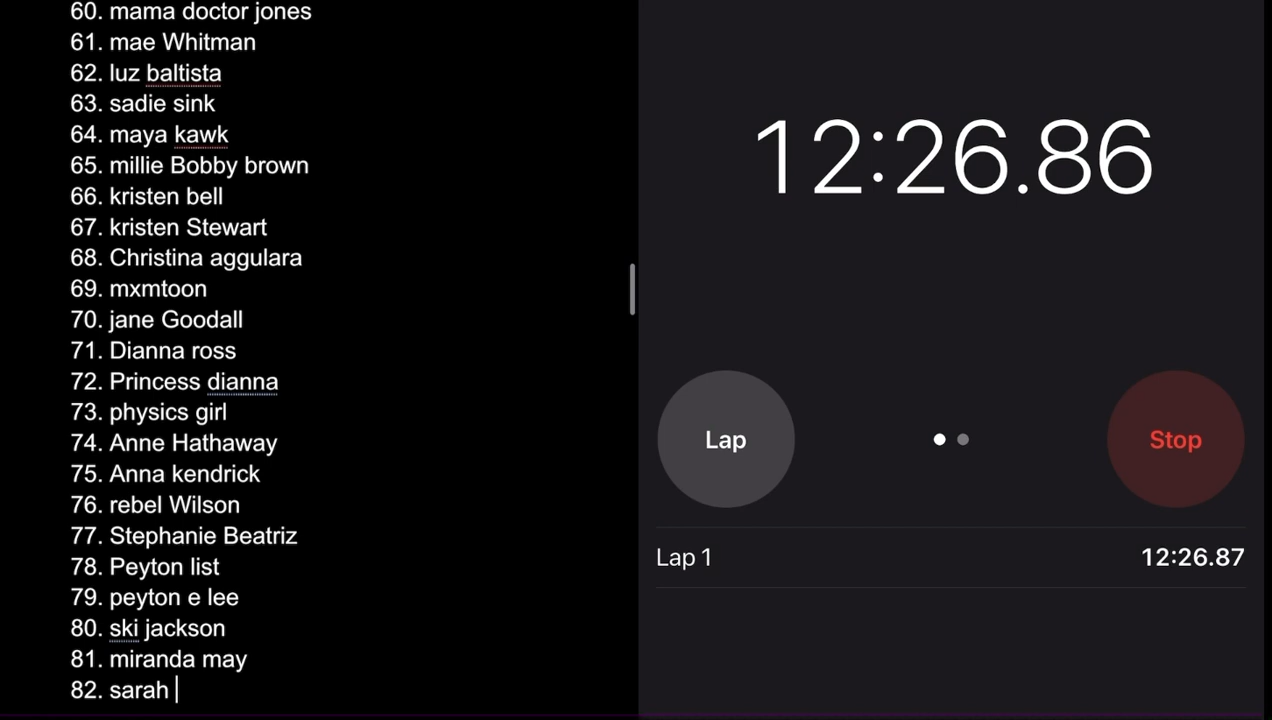 60. mama doctor jones
61. mae Whitman
62. luz baltista
63. sadie sink
64. maya kawk
65. millie Bobby brown
66. kristen bell
67. kristen Stewart
68. Christina aggulara
69. mxmtoon
70. jane Goodall
71. Dianna ross
72. Princess dianna
73. physics girl
74. Anne Hathaway
75. Anna kendrick
76. rebel Wilson
77. Stephanie Beatriz
78. Peyton list
79. peyton e lee
80. ski jackson
81. miranda may
82. sarah
12:26.86
Lap
Stop
Lap 1 12:26.87